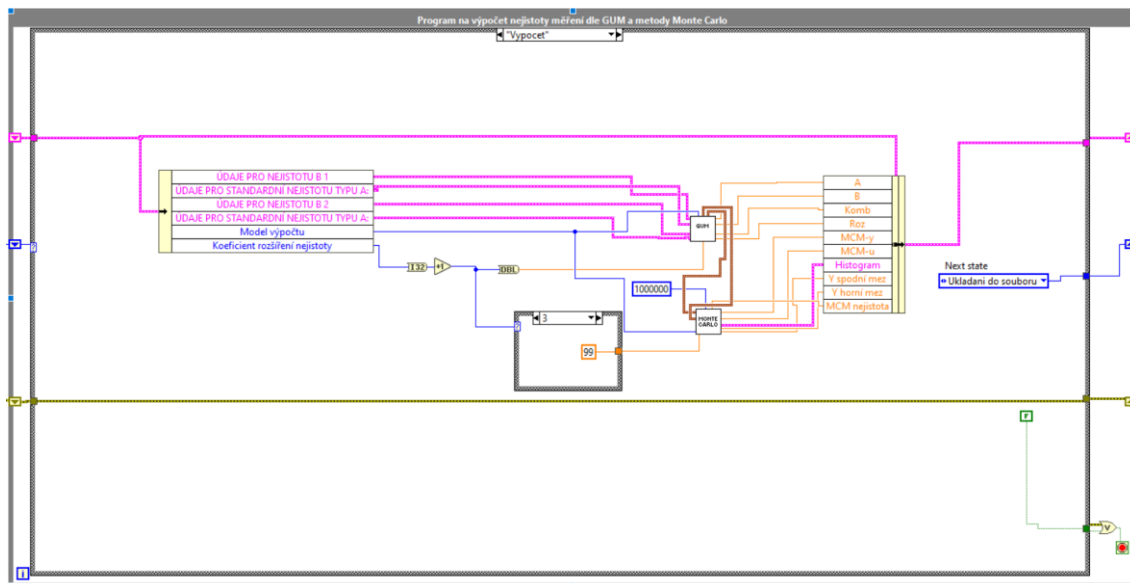 Program na výpočet nejistoty měření dle GUM a metody Monte Carlo
"Vypocet"
ÚDAJE PRO NEJISTOTU B 1
ÚDAJE PRO STANDARDNÍ NEJISTOTU TYPU A:
ÚDAJE PRO NEJISTOTU B 2
ÚDAJE PRO STANDARDNÍ NEJISTOTU TYPU A:
Model výpočtu
Koeficient rozšíření nejistoty
I32
+1
DBL
GUM
1000000
MONTE
CARLO
3
99
A
B
Komb
Roz
MCM-y
MCM-u
Histogram
Y spodní mez
Y horní mez
MCM nejistota
Next state
Ukladani do souboru
F
V
i